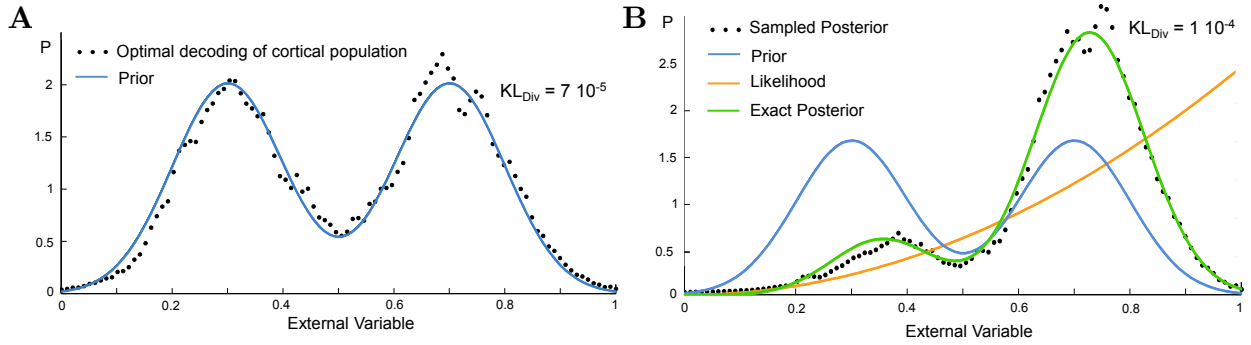 A
P
Optimal decoding of cortical population
Prior
KL_Div = 7 10^-5
2
1.5
1
0.5
0
0 0.2 0.4 0.6 0.8 1
External Variable
B
P
Sampled Posterior
Prior
Likelihood
Exact Posterior
KL_Div = 1 10^-4
2.5
2
1.5
1
0.5
0
0 0.2 0.4 0.6 0.8 1
External Variable